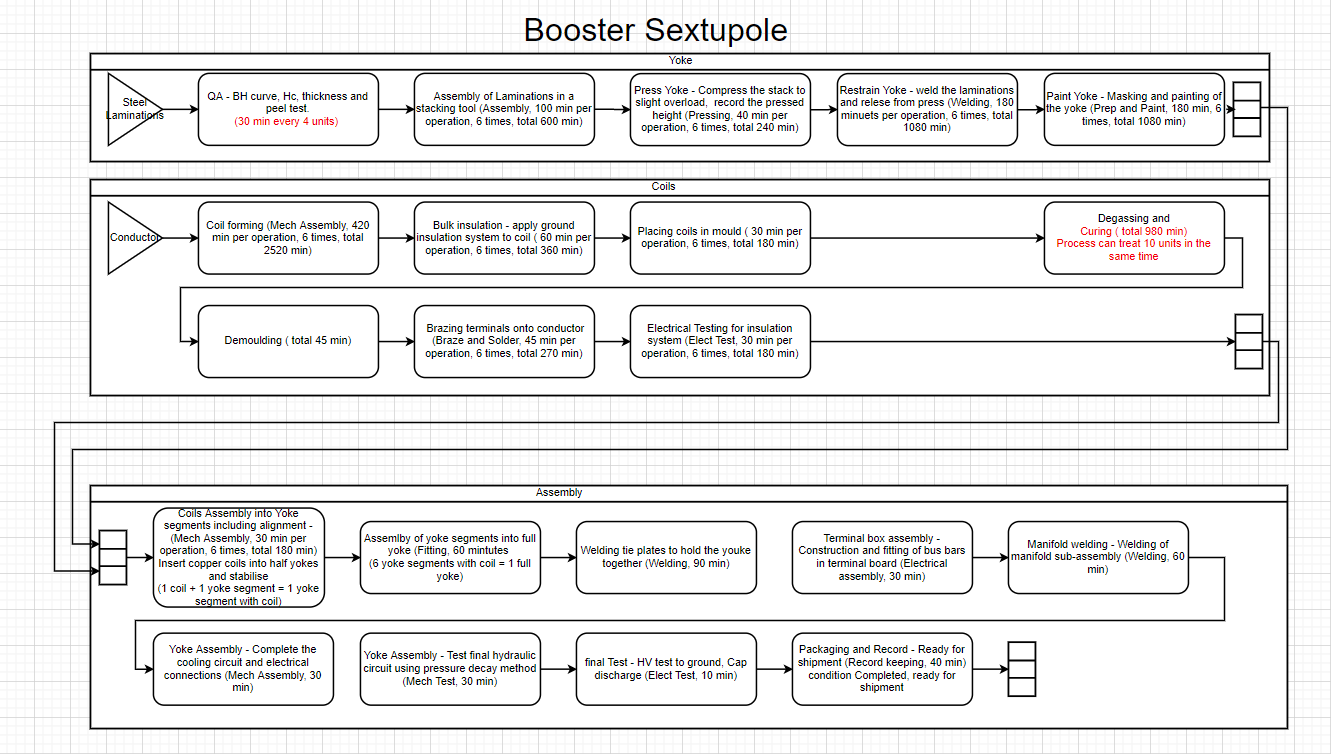 Booster Sextupole
Yoke
Steel
Laminations
QA - BH curve, Hc, thickness and
peel test.
(30 min every 4 units)
Assembly of Laminations in a
stacking tool (Assembly, 100 min per
operation, 6 times, total 600 min)
Press Yoke - Compress the stack to
slight overload, record the pressed
height (Pressing, 40 min per
operation, 6 times, total 240 min)
Restrain Yoke - weld the laminations
and relese from press (Welding, 180
minuets per operation, 6 times, total
1080 min)
Paint Yoke - Masking and painting of
the yoke (Prep and Paint, 180 min, 6
times, total 1080 min)
Coils
Conductor
Coil forming (Mech Assembly, 420
min per operation, 6 times, total
2520 min)
Bulk insulation - apply ground
insulation system to coil ( 60 min per
operation, 6 times, total 360 min)
Placing coils in mould ( 30 min per
operation, 6 times, total 180 min)
Degassing and
Curing ( total 980 min)
Process can treat 10 units in the
same time
Demoulding ( total 45 min)
Brazing terminals onto conductor
(Braze and Solder, 45 min per
operation, 6 times, total 270 min)
Electrical Testing for insulation
system (Elect Test, 30 min per
operation, 6 times, total 180 min)
Assembly
Coils Assembly into Yoke
segments including alignment -
(Mech Assembly, 30 min per
operation, 6 times, total 180 min)
Insert copper coils into half yokes
and stabilise
(1 coil + 1 yoke segment = 1 yoke
segment with coil)
Assemlby of yoke segments into full
yoke (Fitting, 60 mintutes
(6 yoke segments with coil = 1 full
yoke)
Welding tie plates to hold the youke
together (Welding, 90 min)
Terminal box assembly -
Construction and fitting of bus bars
in terminal board (Electrical
assembly, 30 min)
Manifold welding - Welding of
manifold sub-assembly (Welding, 60
min)
Yoke Assembly - Complete the
cooling circuit and electrical
connections (Mech Assembly, 30
min)
Yoke Assembly - Test final hydraulic
circuit using pressure decay method
(Mech Test, 30 min)
final Test - HV test to ground, Cap
discharge (Elect Test, 10 min)
Packaging and Record - Ready for
shipment (Record keeping, 40 min)
condition Completed, ready for
shipment